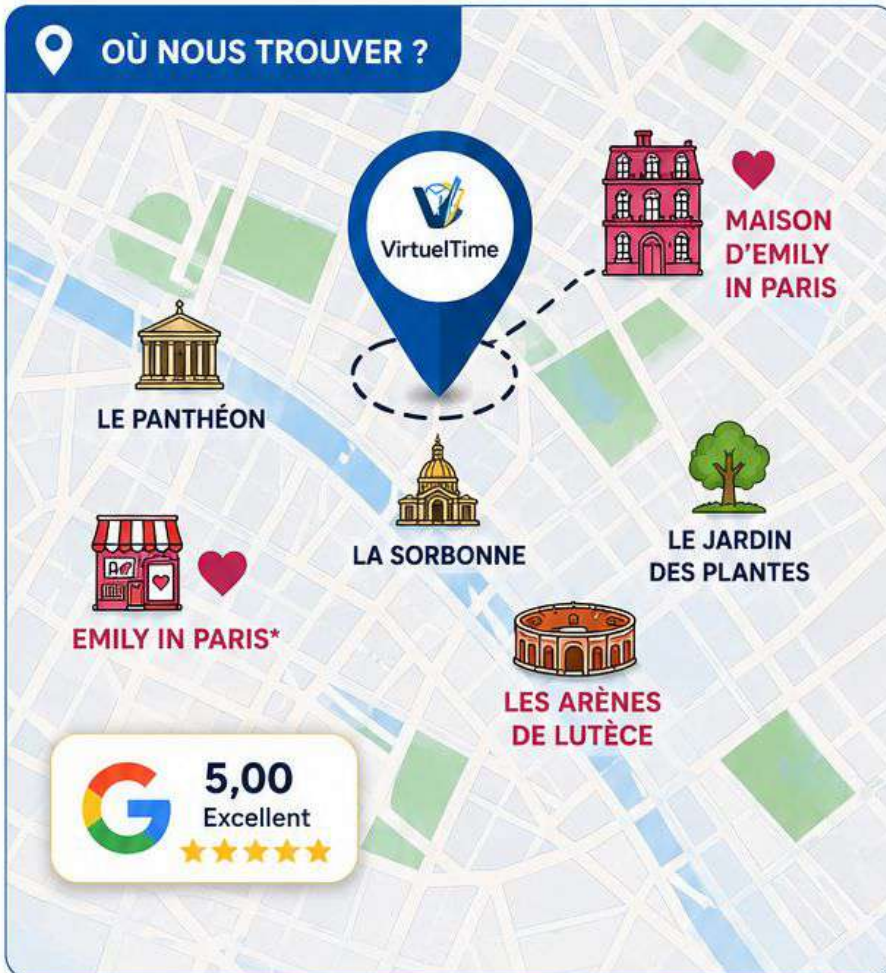 OÙ NOUS TROUVER ?
VirtuelTime
MAISON
D'EMILY
IN PARIS
LE PANTHÉON
LA SORBONNE
LE JARDIN
DES PLANTES
EMILY IN PARIS*
LES ARÈNES
DE LUTÈCE
5,00
Excellent